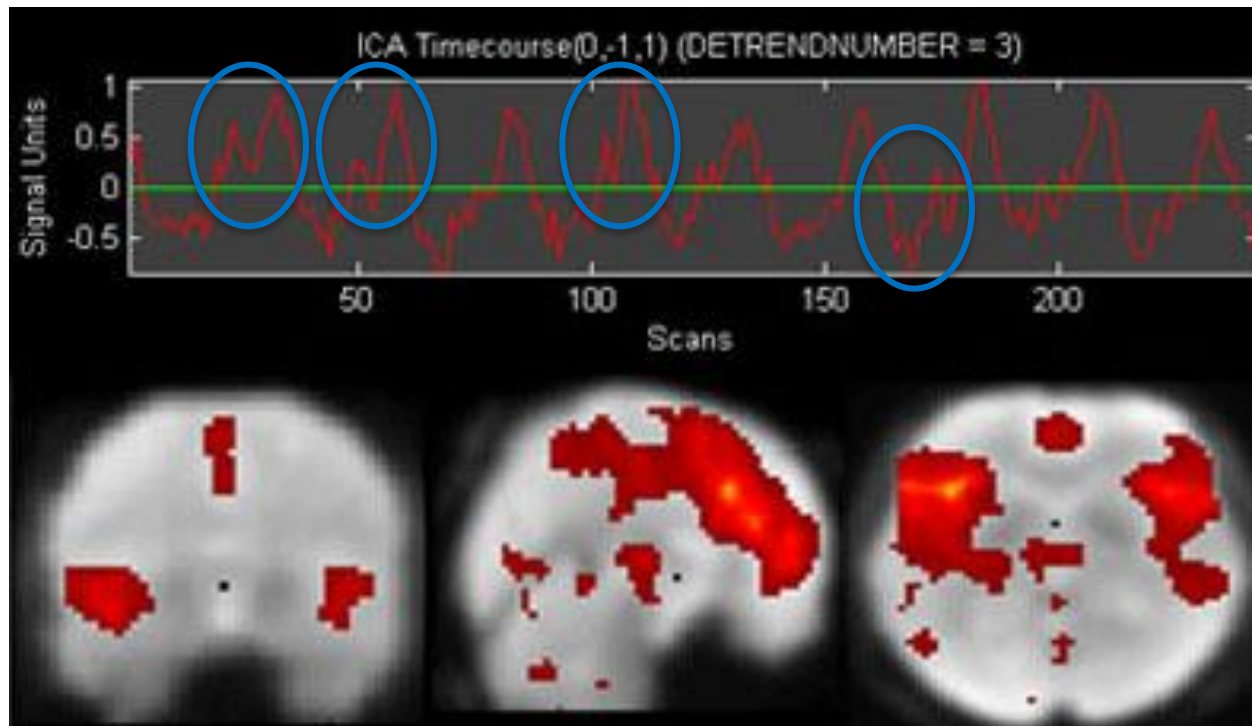 ICA Timecourse(0,-1,1) (DETRENDNUMBER = 3)
Signal Units
1
0.5
0
-0.5
50 100 150 200
Scans